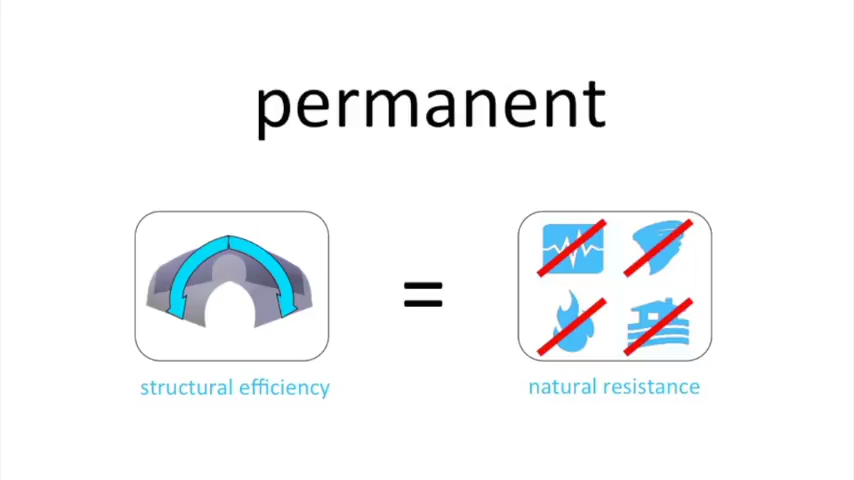 permanent
=
structural efficiency
natural resistance